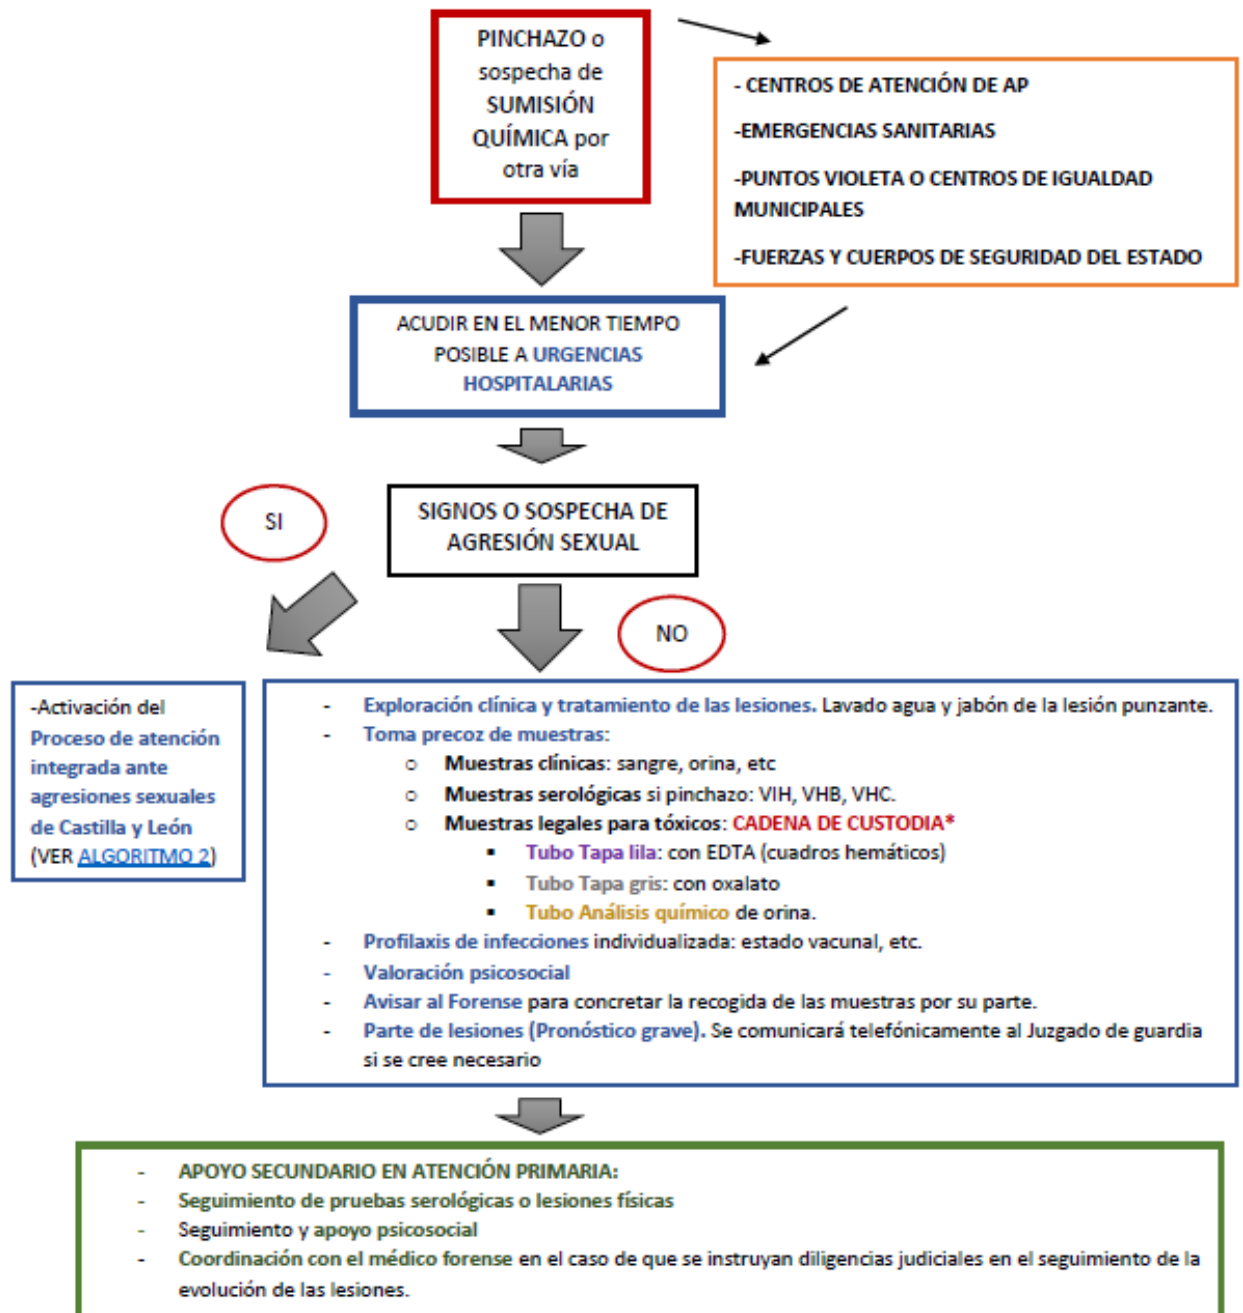 PINCHAZO o
sospecha de
SUMISIÓN
QUÍMICA por
otra vía
- CENTROS DE ATENCIÓN DE AP
-EMERGENCIAS SANITARIAS
-PUNTOS VIOLETA O CENTROS DE IGUALDAD
MUNICIPALES
-FUERZAS Y CUERPOS DE SEGURIDAD DEL ESTADO
ACUDIR EN EL MENOR TIEMPO
POSIBLE A URGENCIAS
HOSPITALARIAS
SI
SIGNOS O SOSPECHA DE
AGRESIÓN SEXUAL
NO
-Activación del
Proceso de atención
integrada ante
agresiones sexuales
de Castilla y León
(VER ALGORITMO 2)
- Exploración clínica y tratamiento de las lesiones. Lavado agua y jabón de la lesión punzante.
- Toma precoz de muestras:
o Muestras clínicas: sangre, orina, etc
o Muestras serológicas si pinchazo: VIH, VHB, VHC.
o Muestras legales para tóxicos: CADENA DE CUSTODIA*
▪ Tubo Tapa lila: con EDTA (cuadros hemáticos)
▪ Tubo Tapa gris: con oxalato
▪ Tubo Análisis químico de orina.
- Profilaxis de infecciones individualizada: estado vacunal, etc.
- Valoración psicosocial
- Avisar al Forense para concretar la recogida de las muestras por su parte.
- Parte de lesiones (Pronóstico grave). Se comunicará telefónicamente al Juzgado de guardia
si se cree necesario
- APOYO SECUNDARIO EN ATENCIÓN PRIMARIA:
- Seguimiento de pruebas serológicas o lesiones físicas
- Seguimiento y apoyo psicosocial
- Coordinación con el médico forense en el caso de que se instruyan diligencias judiciales en el seguimiento de la
evolución de las lesiones.